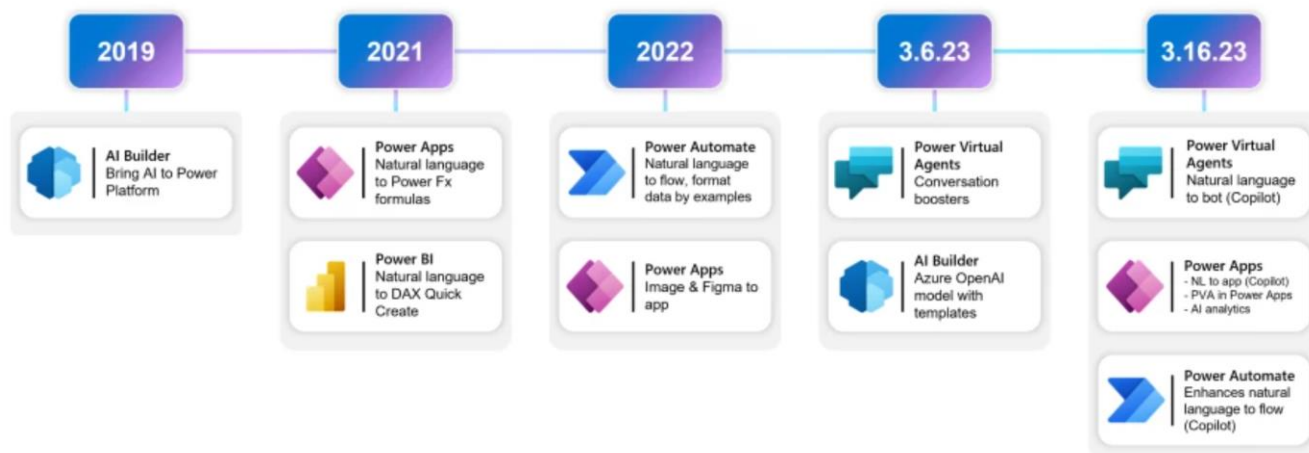 2019
2021
2022
3.6.23
3.16.23
AI Builder
Bring AI to Power
Platform
Power Apps
Natural language
to Power Fx
formulas
Power BI
Natural language
to DAX Quick
Create
Power Automate
Natural language
to flow, format
data by examples
Power Apps
Image & Figma to
app
Power Virtual
Agents
Conversation
boosters
AI Builder
Azure OpenAI
model with
templates
Power Virtual
Agents
Natural language
to bot (Copilot)
Power Apps
- NL to app (Copilot)
- PVA in Power Apps
- AI analytics
Power Automate
Enhances natural
language to flow
(Copilot)